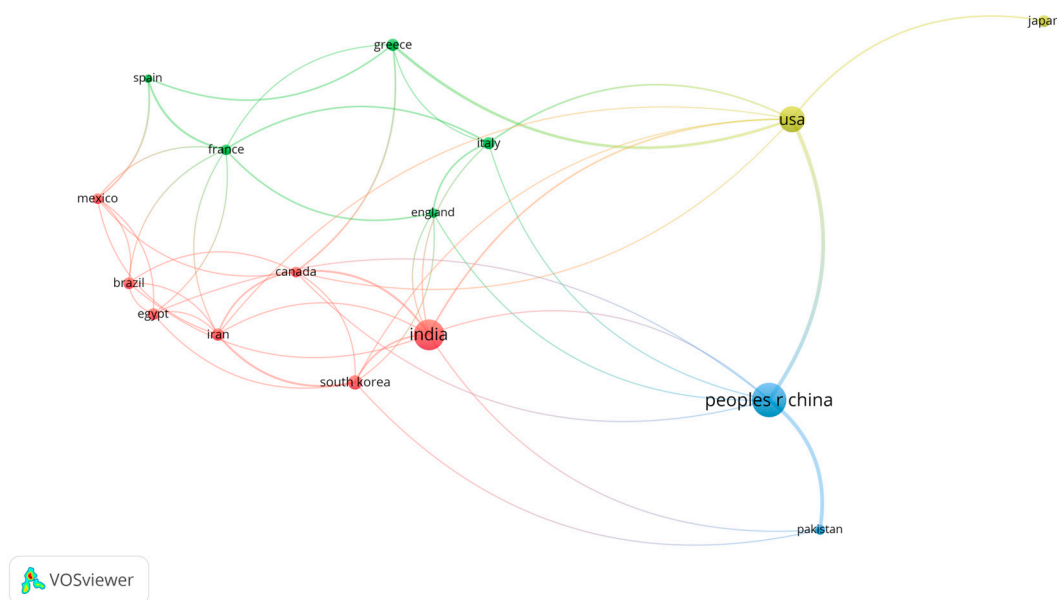 japan
greece
spain
usa
italy
france
mexico
england
canada
brazil
egypt
iran
india
south korea
peoples r china
pakistan
VOSviewer